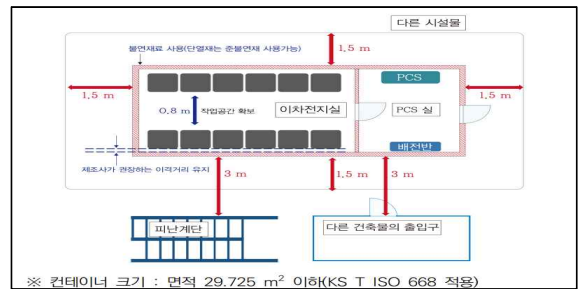 다른 시설물
불연재료 사용(단열재는 준불연재 사용가능)
1.5 m
PCS
1.5 m
0.8 m 작업공간 확보
이차전지실
PCS 실
1.5 m
배전반
제조사가 권장하는 이격거리 유지
3 m
1.5 m
3 m
피난계단
다른 건축물의 출입구
※ 컨테이너 크기 : 면적 29.725 m² 이하(KS T ISO 668 적용)